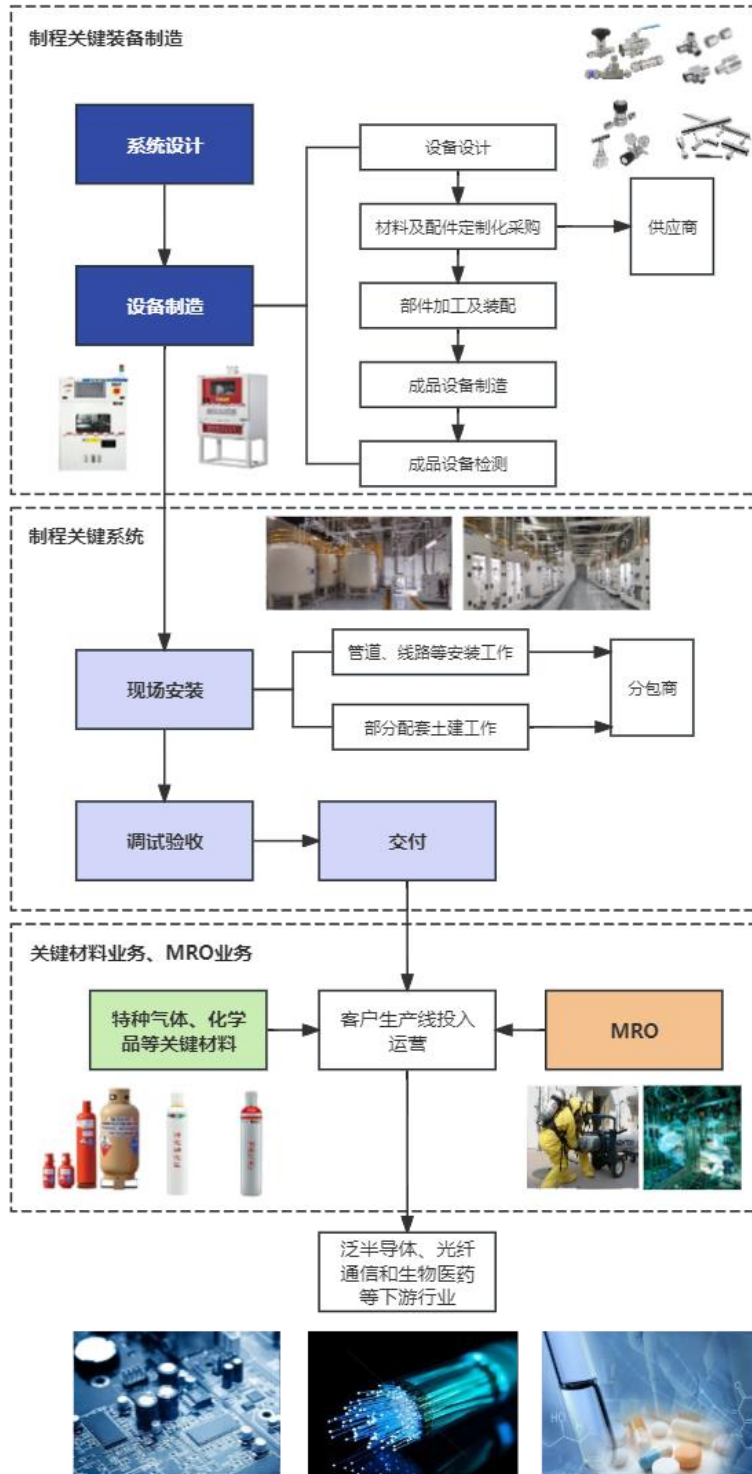 制程关键装备制造
系统设计
设备设计
材料及配件定制化采购
供应商
设备制造
部件加工及装配
成品设备制造
成品设备检测
制程关键系统
现场安装
管道、线路等安装工作
部分配套土建工作
分包商
调试验收
交付
关键材料业务、MRO业务
特种气体、化学
品等关键材料
客户生产线投入
运营
MRO
泛半导体、光纤
通信和生物医药
等下游行业